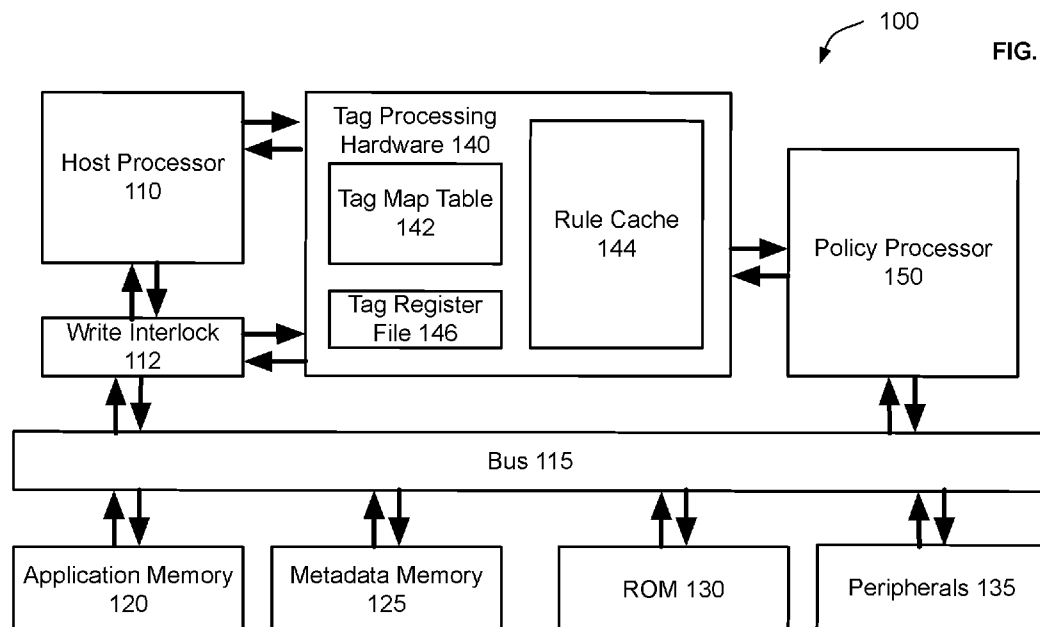 100
FIG.
Host Processor
110
Tag Processing
Hardware 140
Tag Map Table
142
Rule Cache
144
Tag Register
File 146
Policy Processor
150
Write Interlock
112
Bus 115
Application Memory
120
Metadata Memory
125
ROM 130
Peripherals 135